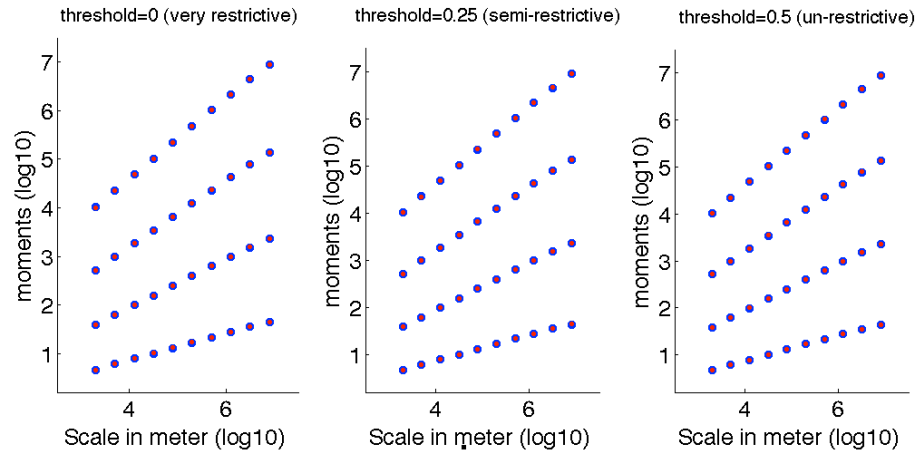 threshold=0 (very restrictive)
threshold=0.25 (semi-restrictive)
threshold=0.5 (un-restrictive)
moments (log10)
7
6
5
4
3
2
1
4 6
Scale in meter (log10)
moments (log10)
7
6
5
4
3
2
1
4 6
Scale in meter (log10)
moments (log10)
7
6
5
4
3
2
1
4 6
Scale in meter (log10)